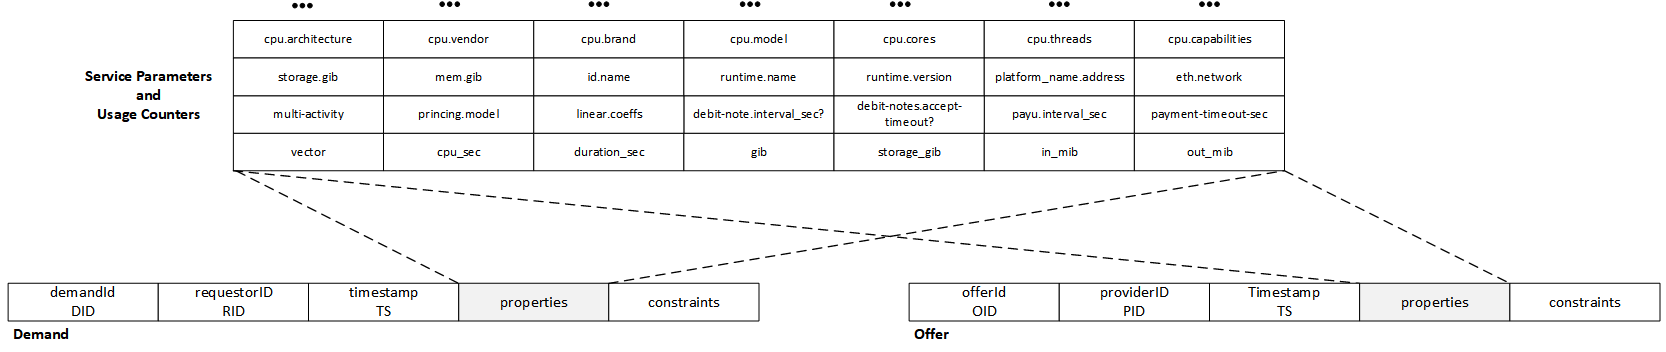 ••• ••• ••• ••• ••• ••• •••
cpu.architecture cpu.vendor cpu.brand cpu.model cpu.cores cpu.threads cpu.capabilities
Service Parameters
and
Usage Counters
storage.gib mem.gib id.name runtime.name runtime.version platform_name.address eth.network
multi-activity princing.model linear.coeffs debit-note.interval_sec? debit-notes.accept-
timeout? payu.interval_sec payment-timeout-sec
vector cpu_sec duration_sec gib storage_gib in_mib out_mib
demandId
DID
requestorID
RID
timestamp
TS
properties
constraints
Demand
offerId
OID
providerID
PID
Timestamp
TS
properties
constraints
Offer